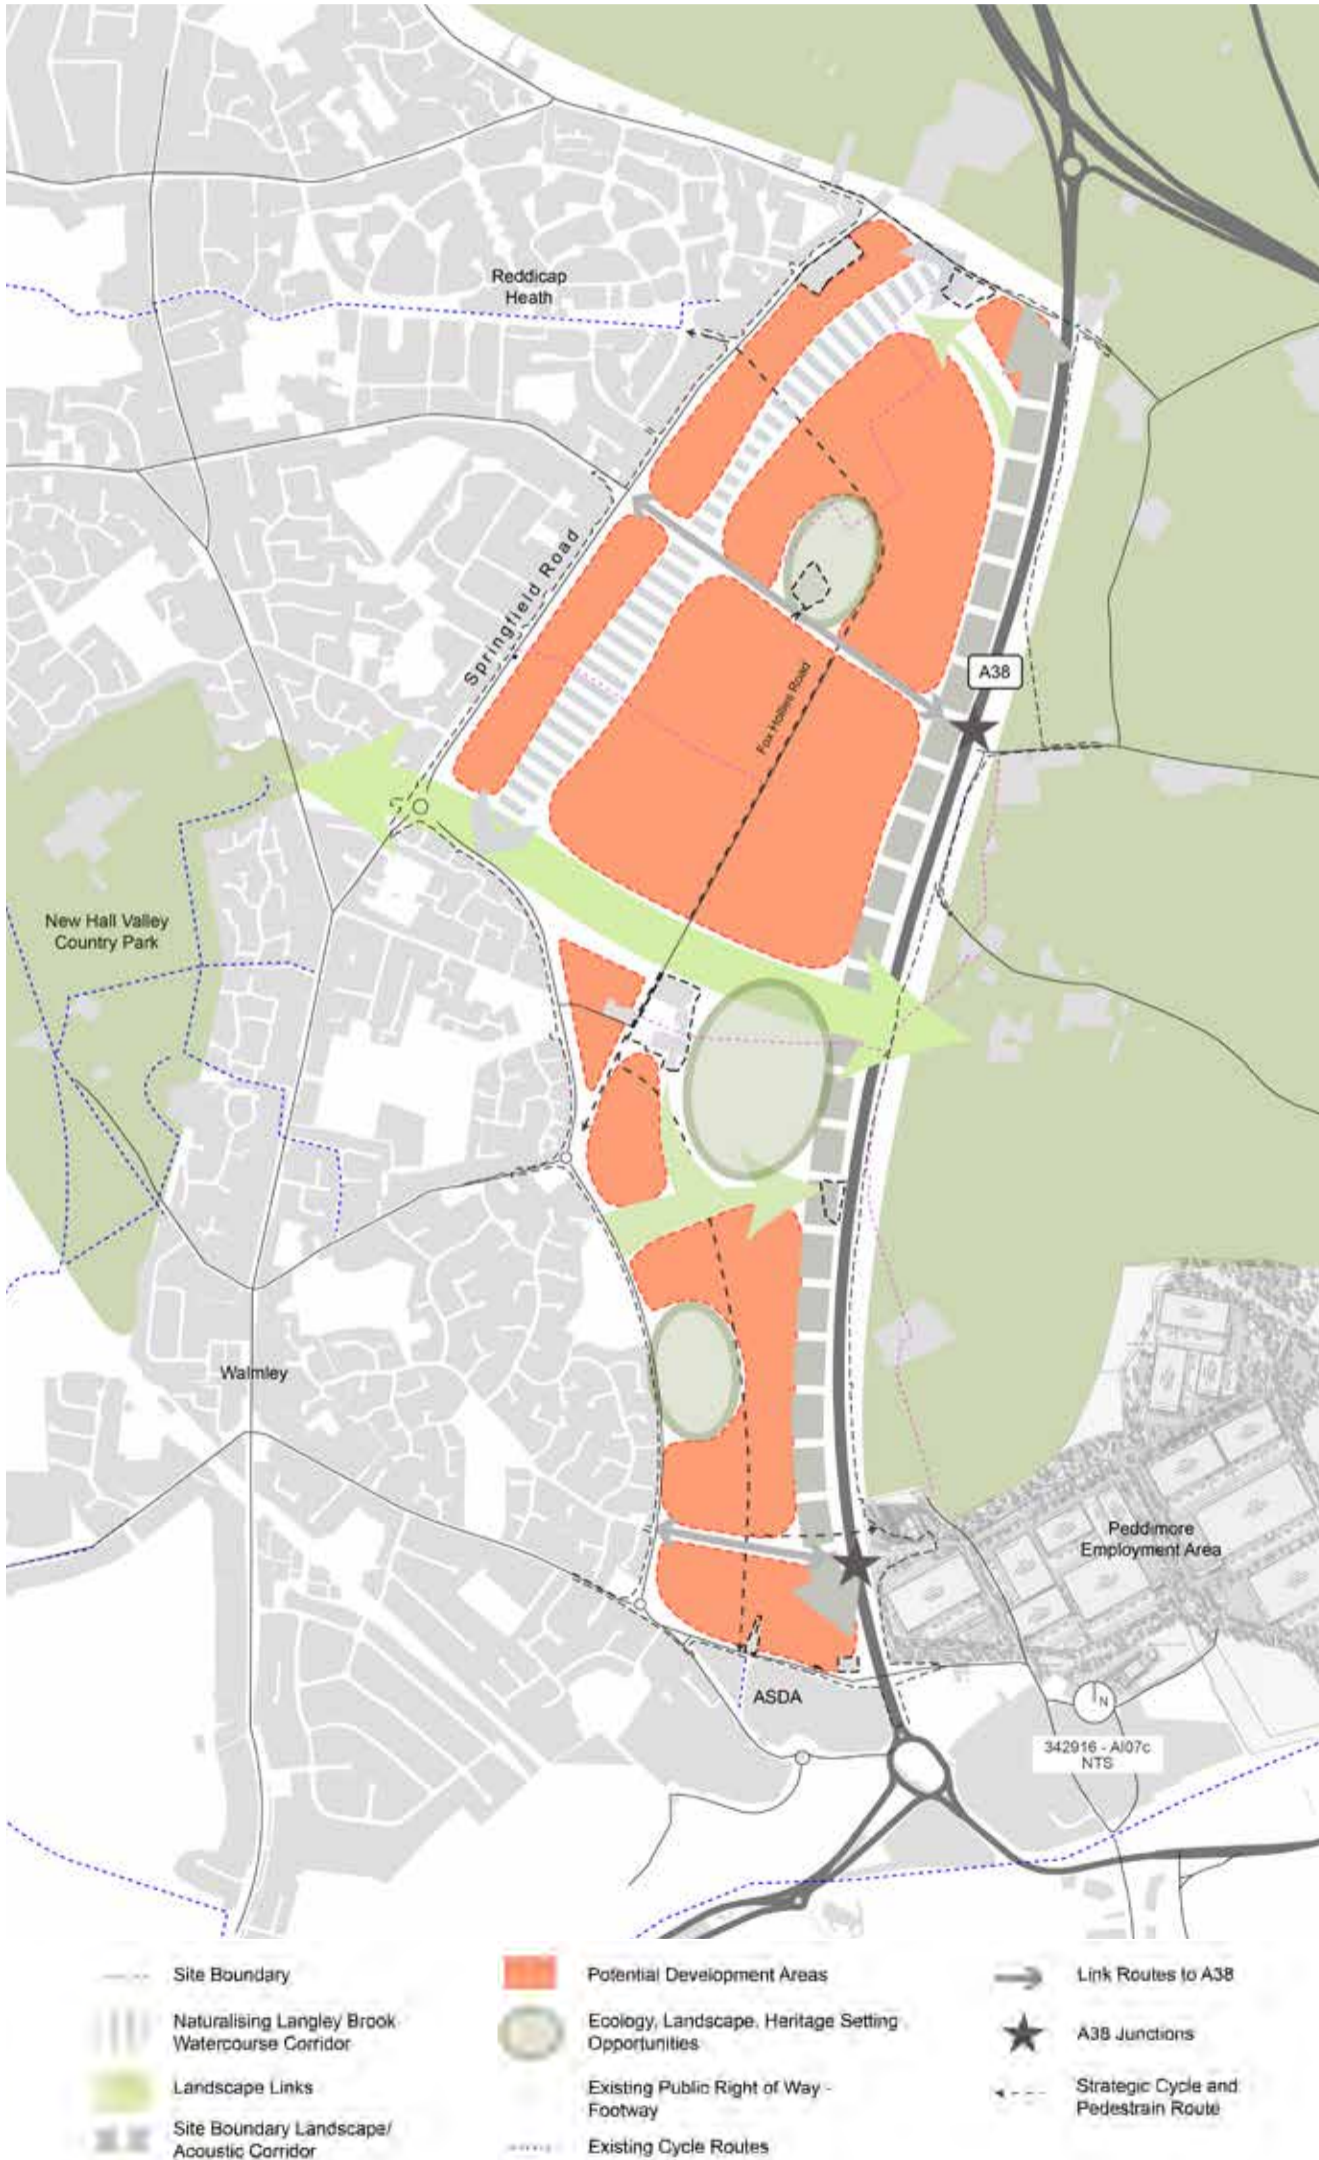 Reddicap
Heath
Springfield Road
A38
Fox Hollies Road
New Hall Valley
Country Park
Walmley
Peddimore
Employment Area
N
ASDA
342916 - AI07c
NTS
Site Boundary
Naturalising Langley Brook
Watercourse Corridor
Landscape Links
Site Boundary Landscape/
Acoustic Corridor
Potential Development Areas
Ecology, Landscape, Heritage Setting
Opportunities
Existing Public Right of Way -
Footway
Existing Cycle Routes
Link Routes to A38
A38 Junctions
Strategic Cycle and
Pedestrain Route